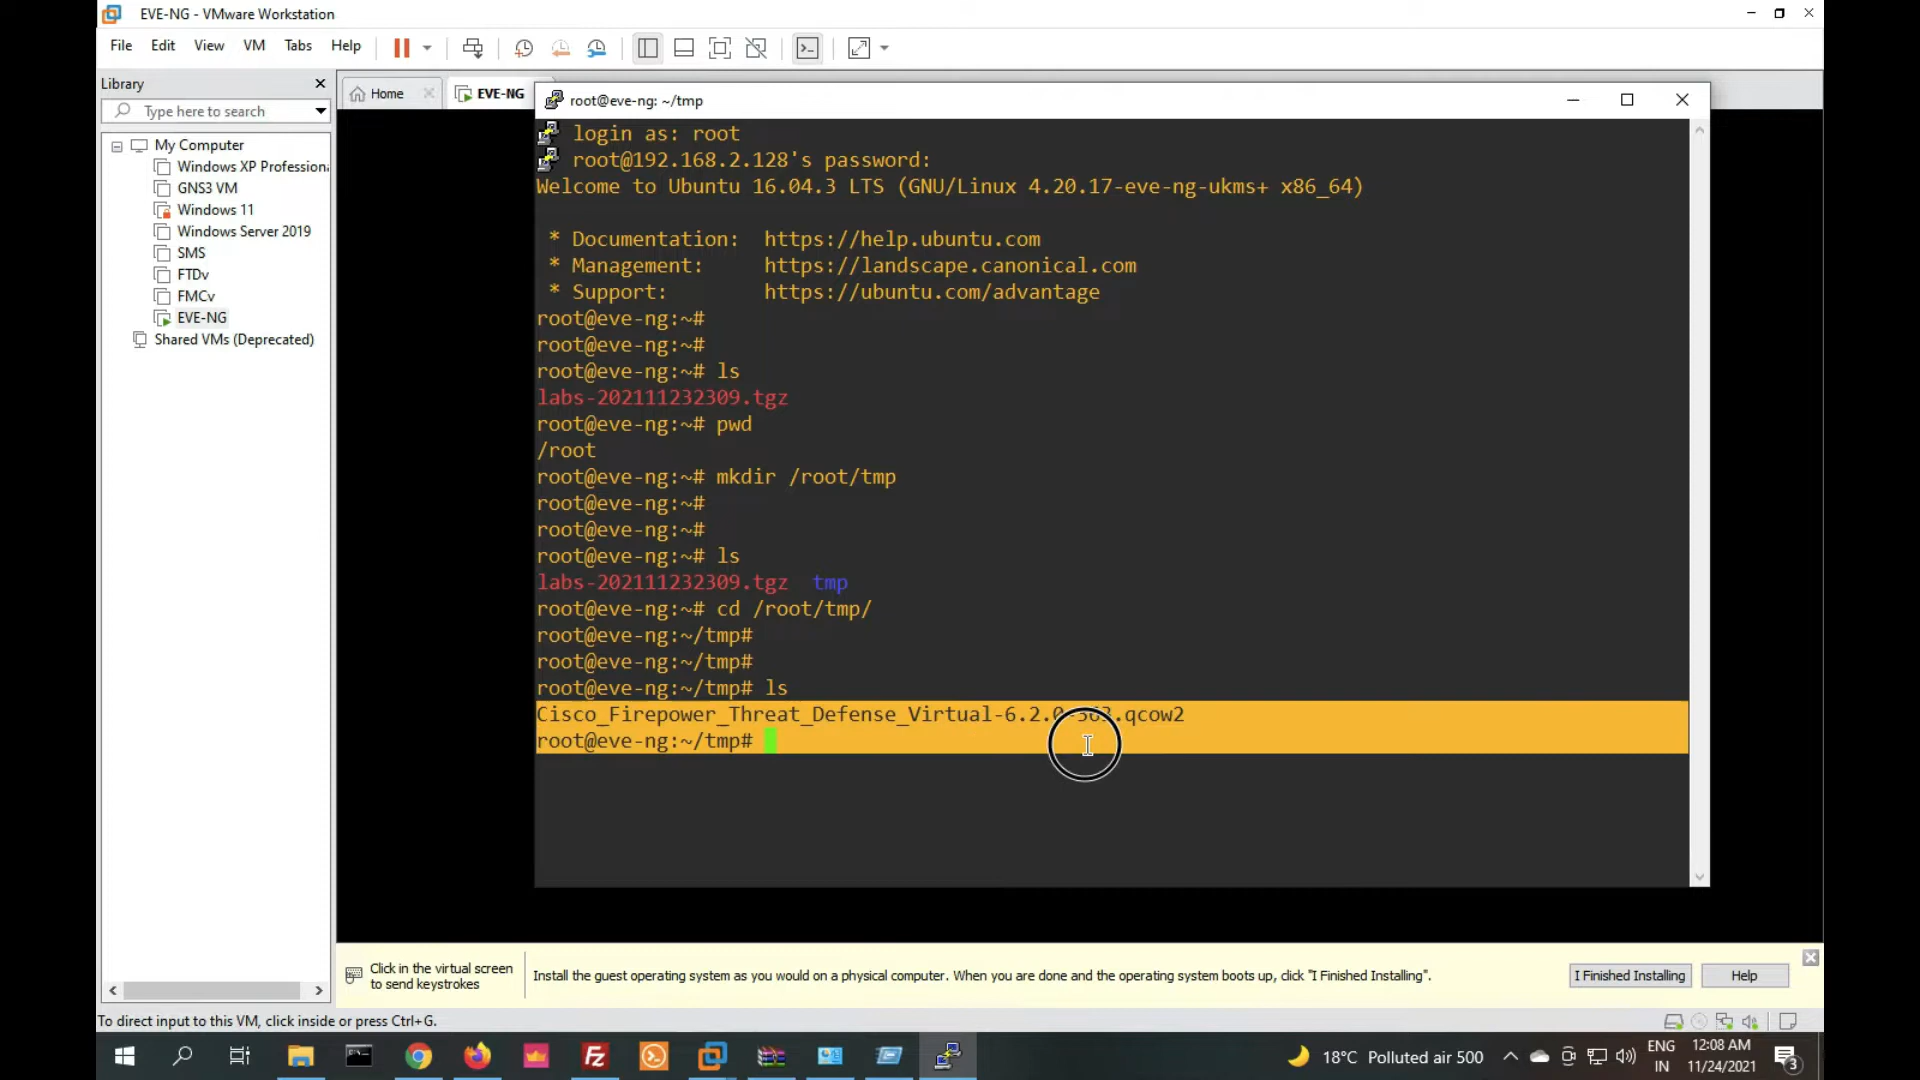 EVE-NG - VMware Workstation
File Edit View VM Tabs Help
Library
Type here to search
My Computer
Windows XP Profession
GNS3 VM
Windows 11
Windows Server 2019
SMS
FTDv
FMCv
EVE-NG
Shared VMs (Deprecated)
Home
EVE-NG
root@eve-ng: ~/tmp
login as: root
root@192.168.2.128's password:
Welcome to Ubuntu 16.04.3 LTS (GNU/Linux 4.20.17-eve-ng-ukms+ x86_64)
* Documentation: https://help.ubuntu.com
* Management: https://landscape.canonical.com
* Support: https://ubuntu.com/advantage
root@eve-ng:~#
root@eve-ng:~#
root@eve-ng:~# ls
labs-202111232309.tgz
root@eve-ng:~# pwd
/root
root@eve-ng:~# mkdir /root/tmp
root@eve-ng:~#
root@eve-ng:~#
root@eve-ng:~# ls
labs-202111232309.tgz tmp
root@eve-ng:~# cd /root/tmp/
root@eve-ng:~/tmp#
root@eve-ng:~/tmp#
root@eve-ng:~/tmp# ls
Cisco_Firepower_Threat_Defense_Virtual-6.2.0-363.qcow2
root@eve-ng:~/tmp#
Click in the virtual screen
to send keystrokes
Install the guest operating system as you would on a physical computer. When you are done and the operating system boots up, click "I Finished Installing".
I Finished Installing
Help
To direct input to this VM, click inside or press Ctrl+G.
18°C Polluted air 500
ENG
IN
12:08 AM
11/24/2021
3